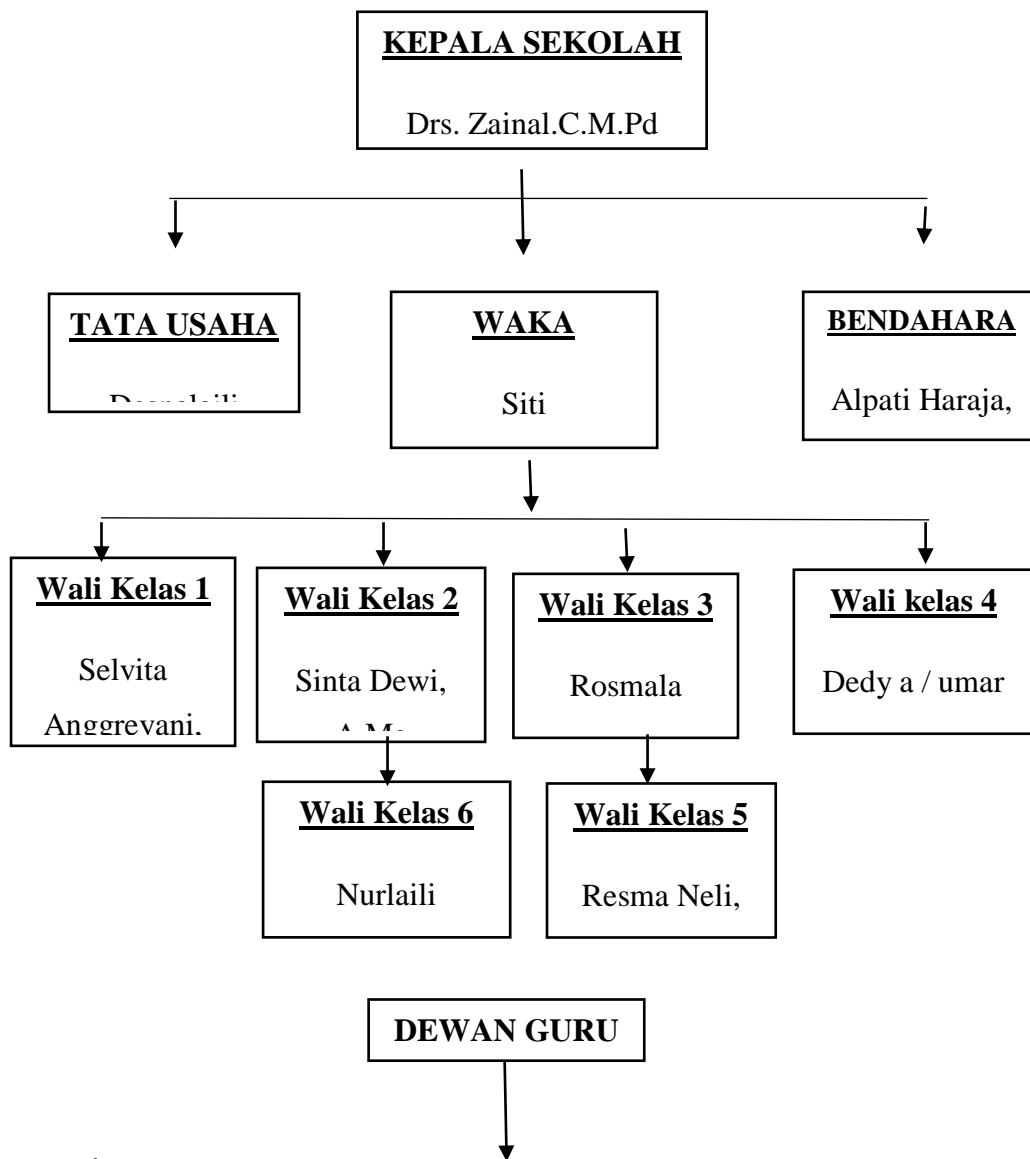 KEPALA SEKOLAH
Drs. Zainal.C.M.Pd
TATA USAHA
WAKA
Siti
BENDAHARA
Alpati Haraja,
Wali Kelas 1
Selvita
Anggrevani,
Wali Kelas 2
Sinta Dewi,
Wali Kelas 3
Rosmala
Wali kelas 4
Dedy a / umar
Wali Kelas 6
Nurlaili
Wali Kelas 5
Resma Neli,
DEWAN GURU